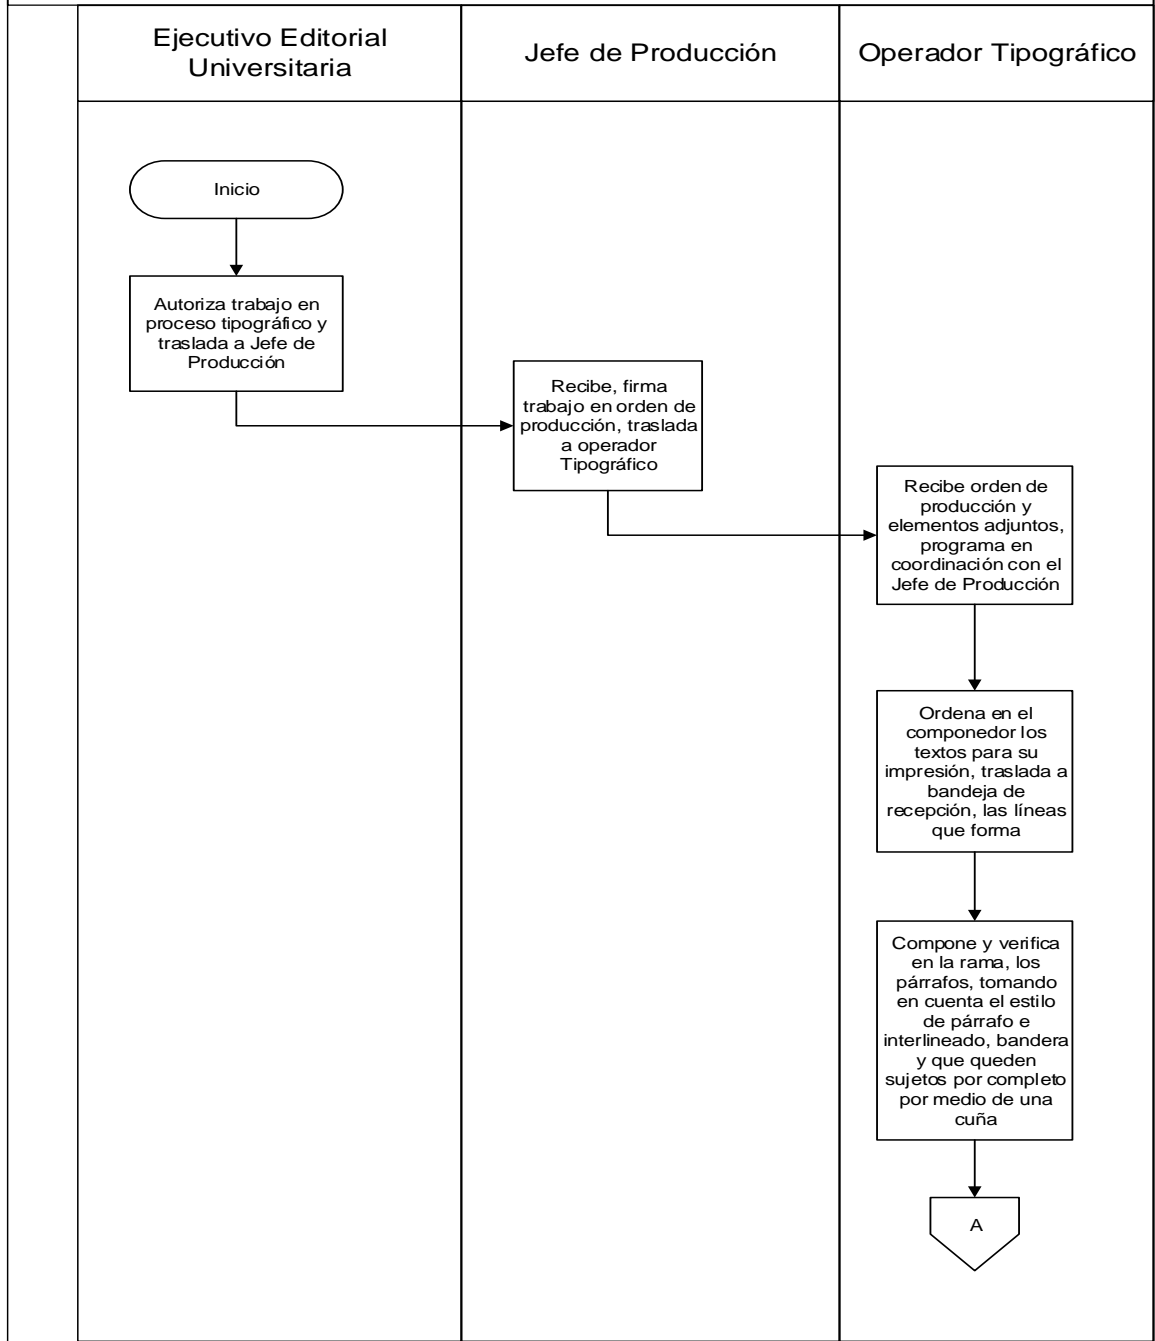 Ejecutivo Editorial
Universitaria
Jefe de Producción
Operador Tipográfico
Inicio
Autoriza trabajo en
proceso tipográfico y
traslada a Jefe de
Producción
Recibe, firma
trabajo en orden de
producción, traslada
a operador
Tipográfico
Recibe orden de
producción y
elementos adjuntos,
programa en
coordinación con el
Jefe de Producción
Ordena en el
componedor los
textos para su
impresión, traslada a
bandeja de
recepción, las líneas
que forma
Compone y verifica
en la rama, los
párrafos, tomando
en cuenta el estilo
de párrafo e
interlineado, bandera
y que queden
sujetos por completo
por medio de una
cuña
A